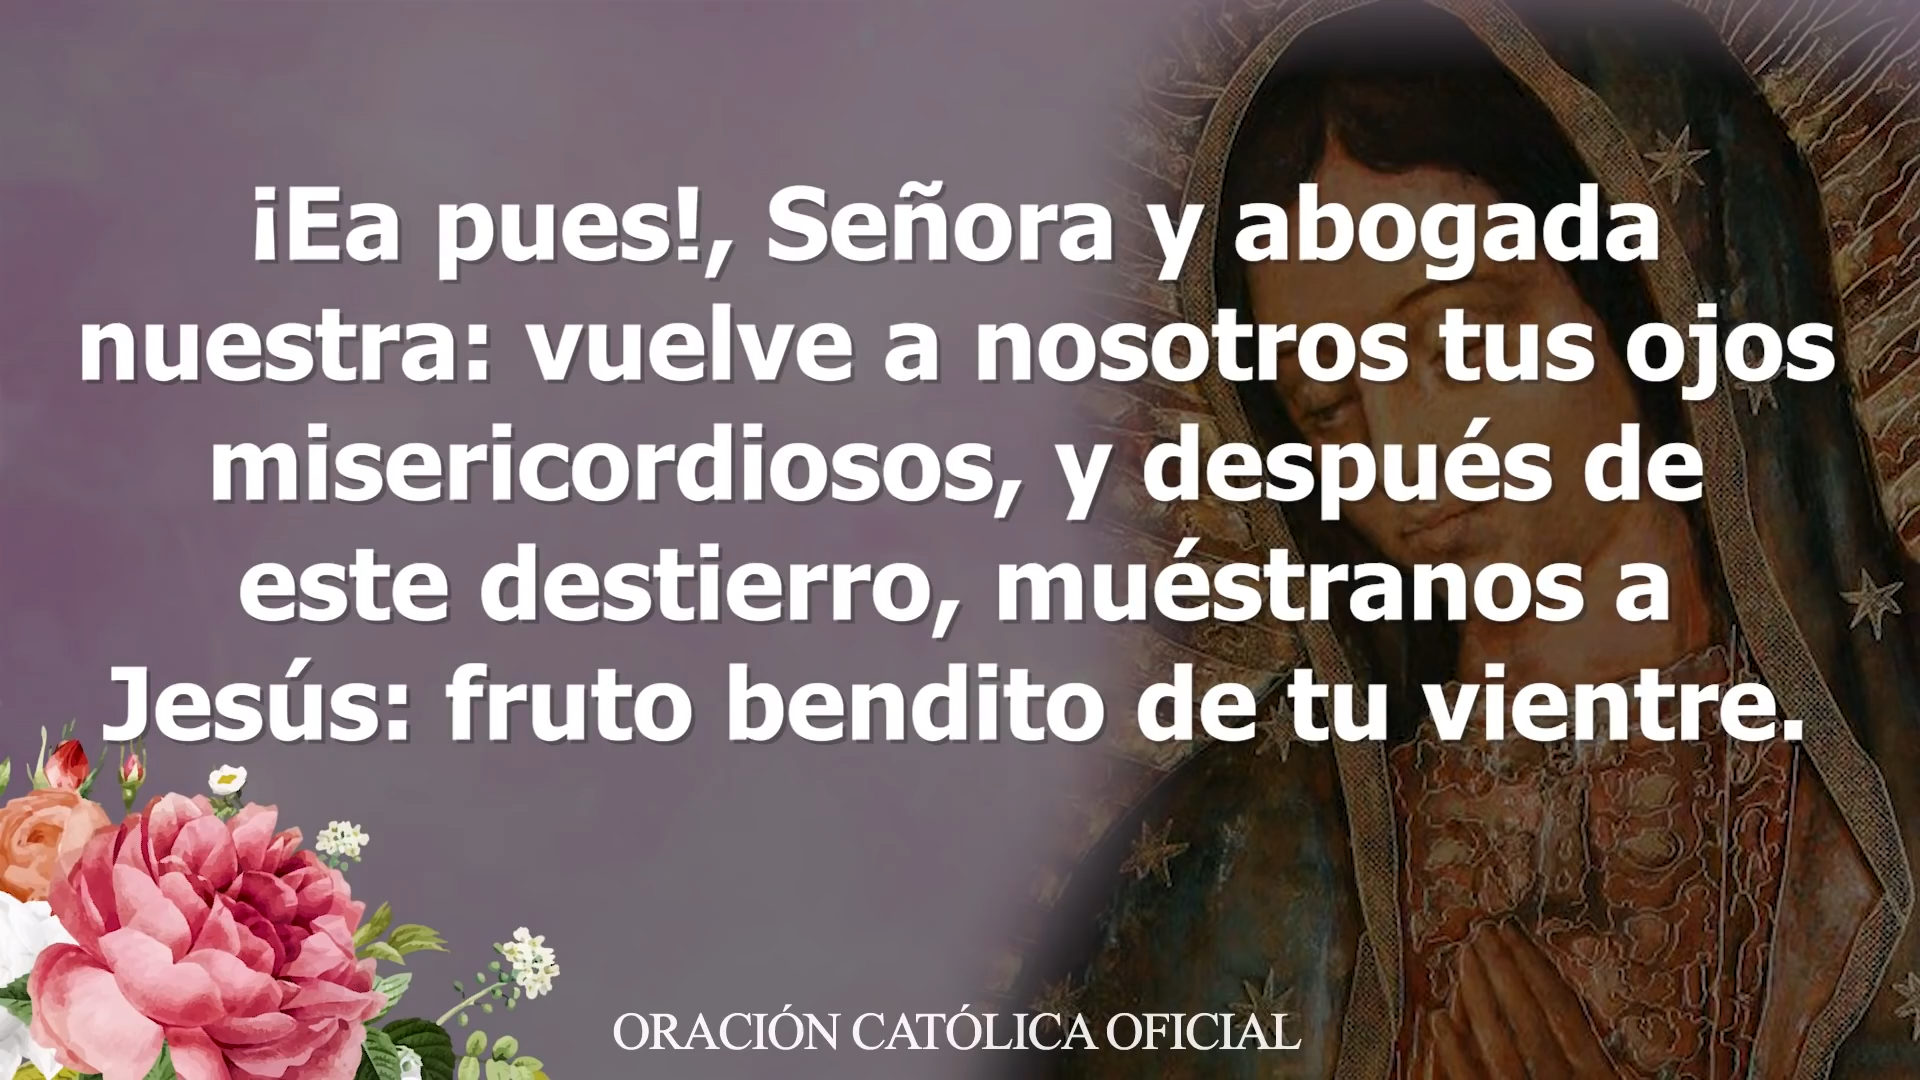 ¡Ea pues!, Señora y abogada
nuestra: vuelve a nosotros tus ojos
misericordiosos, y después de
este destierro, muéstranos a
Jesús: fruto bendito de tu vientre.
ORACIÓN CATÓLICA OFICIAL